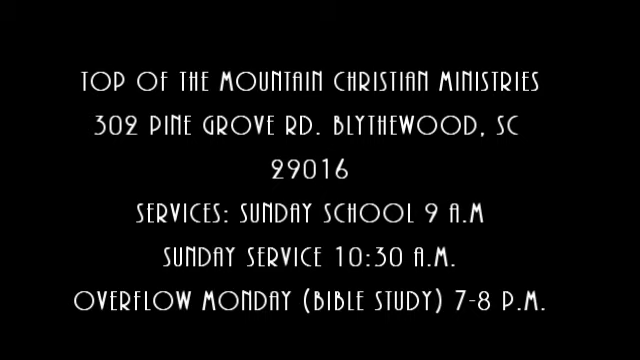 TOP OF THE MOUNTAIN CHRISTIAN MINISTRIES
302 PINE GROVE RD. BLYTHEWOOD, SC
29016
SERVICES: SUNDAY SCHOOL 9 A.M
SUNDAY SERVICE 10:30 A.M.
OVERFLOW MONDAY (BIBLE STUDY) 7-8 P.M.